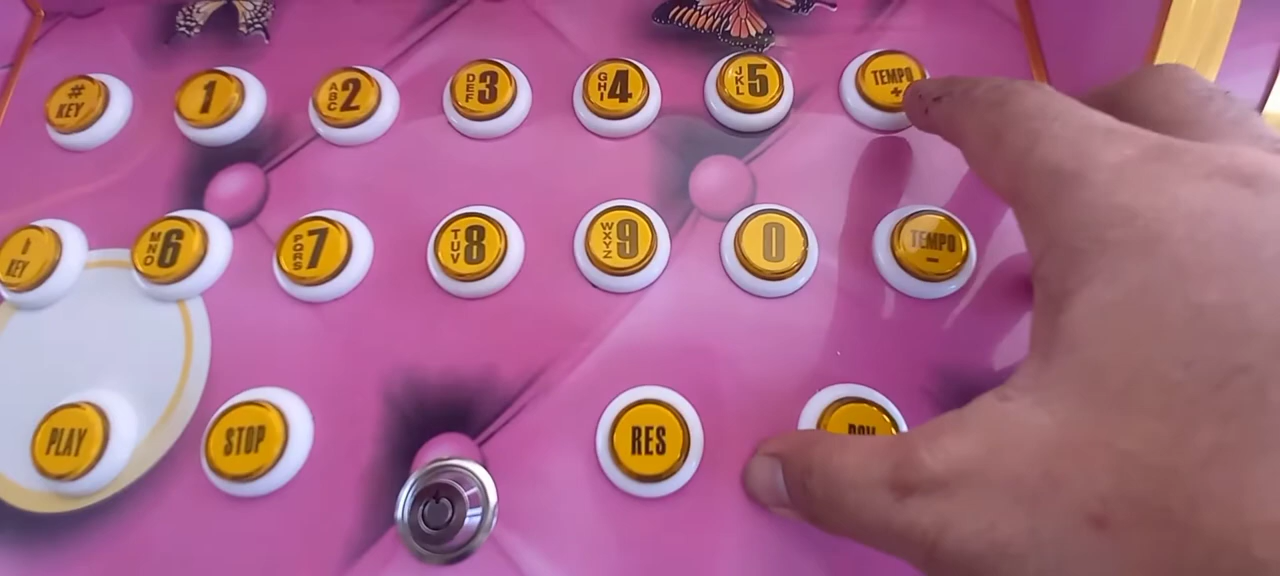 # KEY
1
ABC 2
DEF 3
GHI 4
JKL 5
TEMPO +
KEY
MNO 6
PQRS 7
TUV 8
WXYZ 9
0
TEMPO -
PLAY
STOP
RES